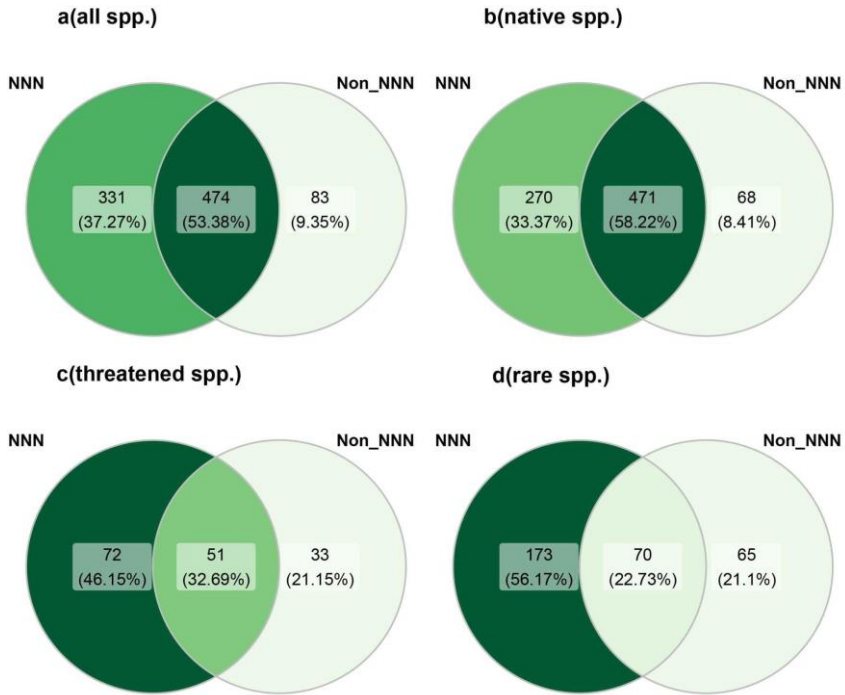 a(all spp.)
NNN
Non_NNN
331
(37.27%)
474
(53.38%)
83
(9.35%)
b(native spp.)
NNN
Non_NNN
270
(33.37%)
471
(58.22%)
68
(8.41%)
c(threatened spp.)
NNN
Non_NNN
72
(46.15%)
51
(32.69%)
33
(21.15%)
d(rare spp.)
NNN
Non_NNN
173
(56.17%)
70
(22.73%)
65
(21.1%)